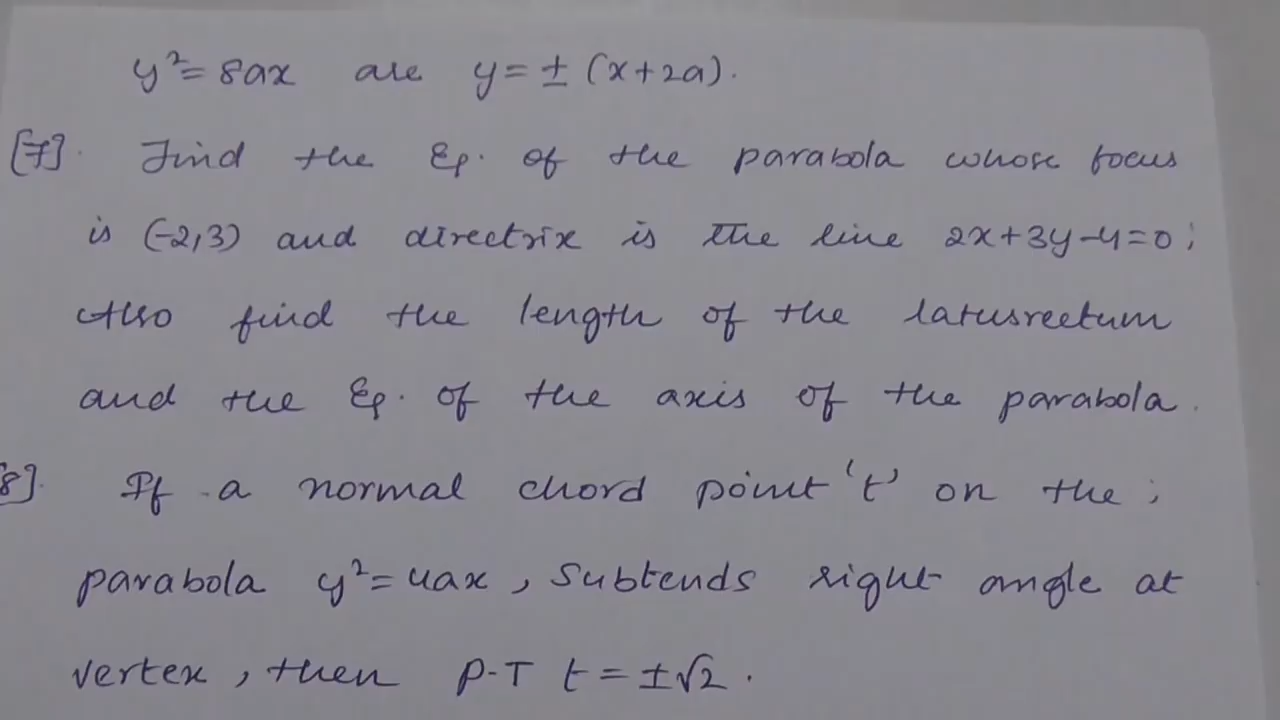 y²= 8ax are y= ± (x+2a).
[7]. Find the Eq. of the parabola whose focus
is (-2,3) and directrix is the line 2x+3y-4=0;
Also find the length of the latusrectum
and the Eq. of the axis of the parabola.
8]. If a normal chord point 't' on the ;
parabola y²=4ax, subtends right angle at
vertex, then P.T t = ±√2.